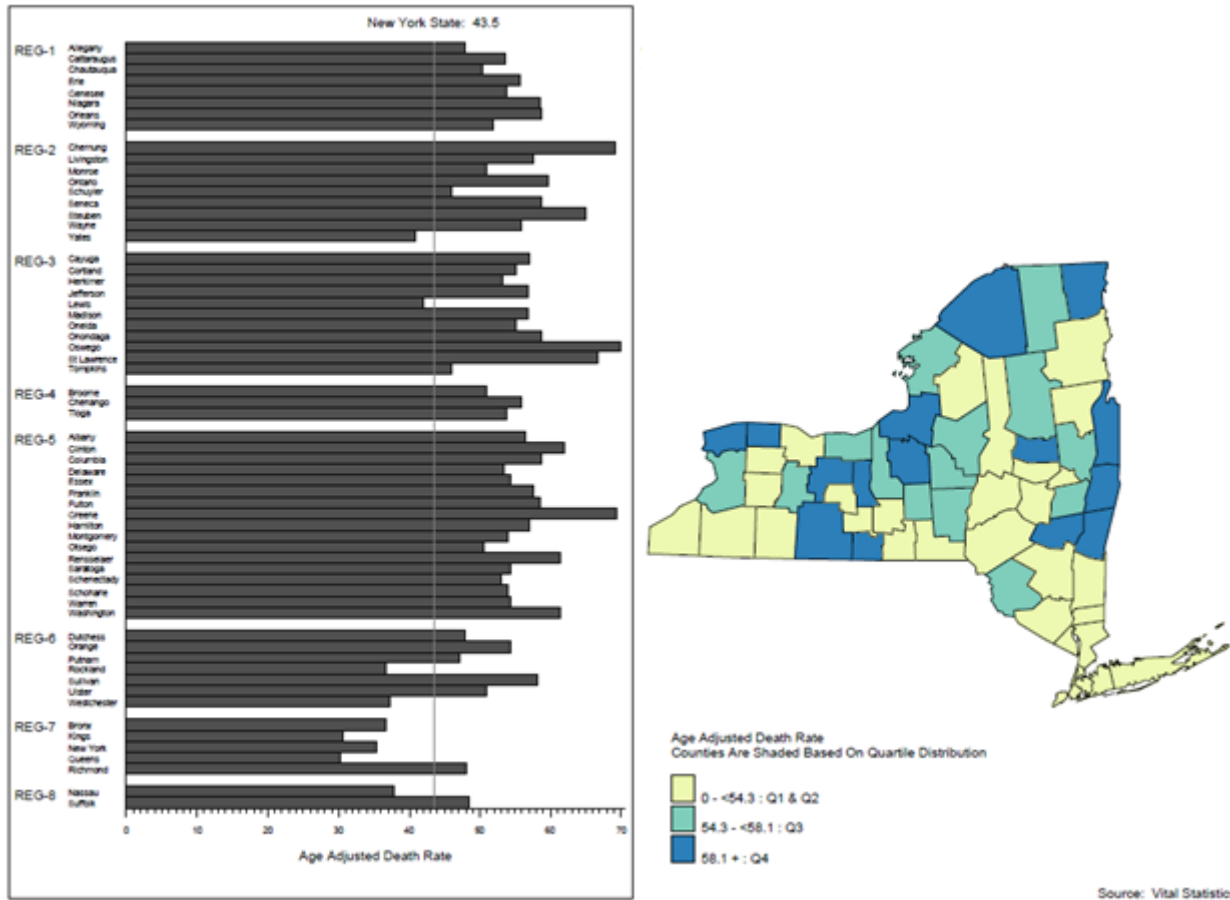 New York State: 43.5
REG-1
Allegany
Cattaraugus
Chautauqua
Erie
Genesee
Niagara
Orleans
Wyoming
REG-2
Chemung
Livingston
Monroe
Ontario
Schuyler
Seneca
Steuben
Wayne
Yates
REG-3
Cayuga
Cortland
Herkimer
Jefferson
Lewis
Madison
Oneida
Onondaga
Oswego
St Lawrence
Tompkins
REG-4
Broome
Chenango
Tioga
REG-5
Albany
Clinton
Columbia
Delaware
Essex
Franklin
Fulton
Greene
Hamilton
Montgomery
Otsego
Rensselaer
Saratoga
Schenectady
Schoharie
Warren
Washington
REG-6
Dutchess
Orange
Putnam
Rockland
Sullivan
Ulster
Westchester
REG-7
Bronx
Kings
New York
Queens
Richmond
REG-8
Nassau
Suffolk
0 10 20 30 40 50 60 70
Age Adjusted Death Rate
Age Adjusted Death Rate
Counties Are Shaded Based On Quartile Distribution
0 - <54.3 : Q1 & Q2
54.3 - <58.1 : Q3
58.1 + : Q4
Source: Vital Statistic